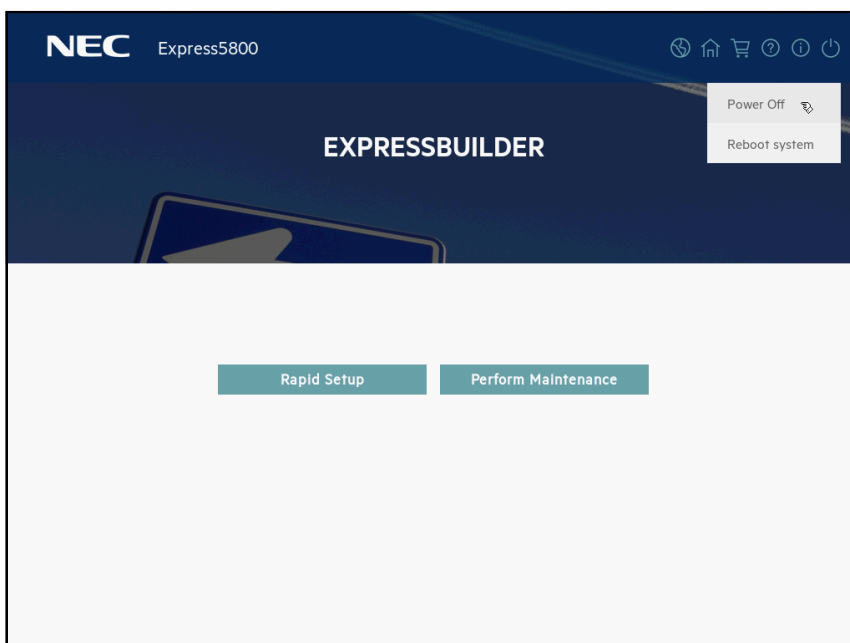 NEC Express5800
Power Off
Reboot system
EXPRESSBUILDER
Rapid Setup
Perform Maintenance